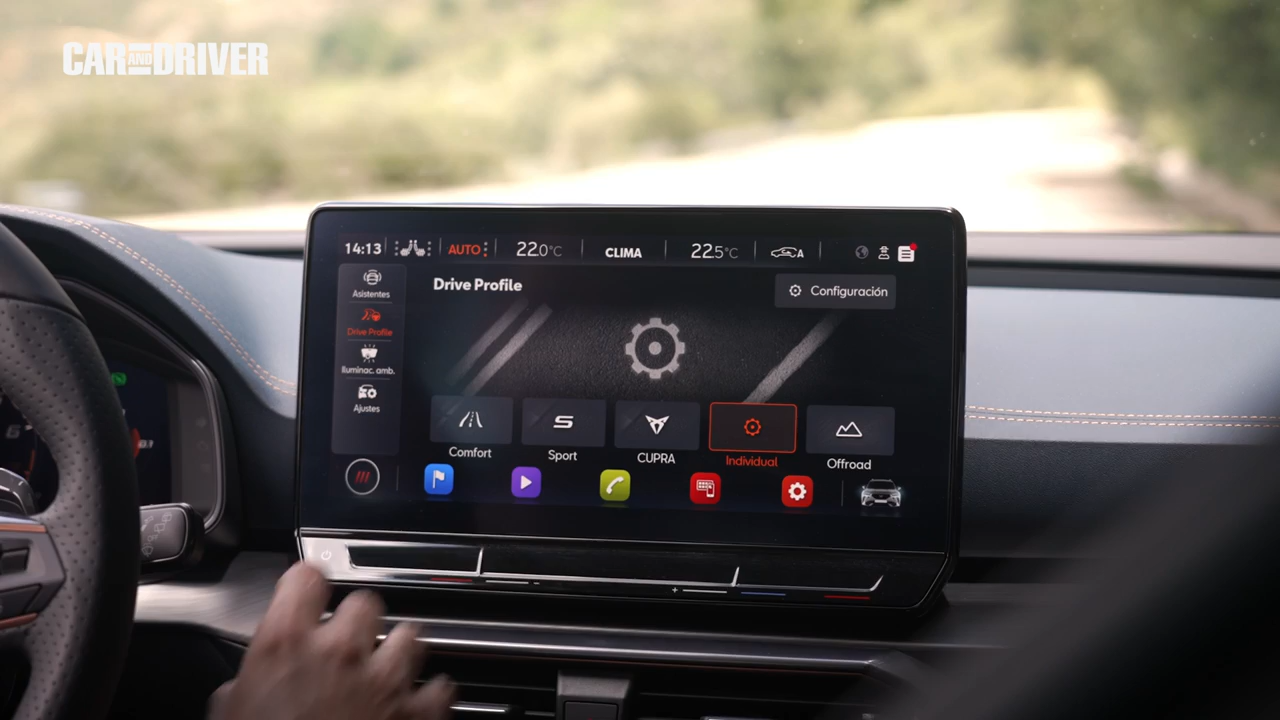 CAR AND DRIVER
14:13
AUTO
22.0°C
CLIMA
22.5°C
A
Asistentes
Drive Profile
Iluminac. amb.
Ajustes
Drive Profile
Configuración
Comfort
Sport
CUPRA
Individual
Offroad